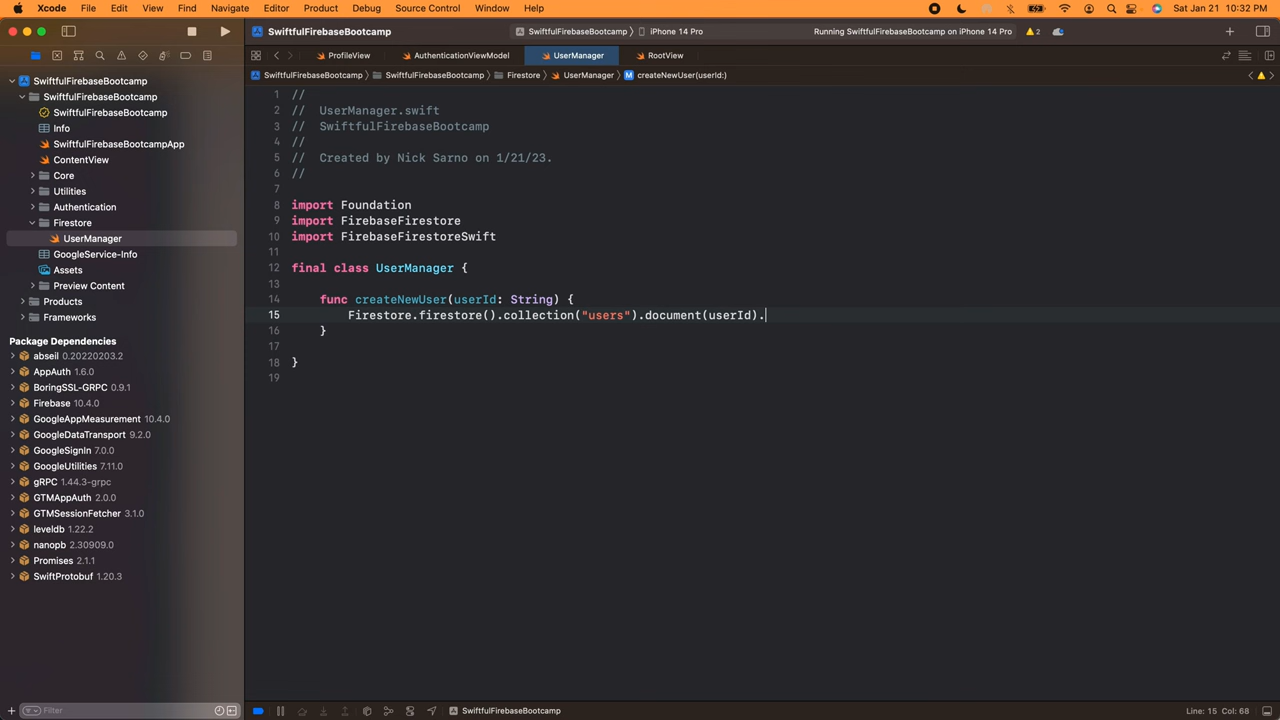 Xcode File Edit View Find Navigate Editor Product Debug Source Control Window Help Sat Jan 21 10:32 PM
SwiftfulFirebaseBootcamp SwiftfulFirebaseBootcamp iPhone 14 Pro Running SwiftfulFirebaseBootcamp on iPhone 14 Pro 2
ProfileView AuthenticationViewModel UserManager RootView
SwiftfulFirebaseBootcamp SwiftfulFirebaseBootcamp Firestore UserManager createNewUser(userId:)
SwiftfulFirebaseBootcamp
SwiftfulFirebaseBootcamp
SwiftfulFirebaseBootcamp
Info
SwiftfulFirebaseBootcampApp
ContentView
Core
Utilities
Authentication
Firestore
UserManager
GoogleService-Info
Assets
Preview Content
Products
Frameworks
Package Dependencies
abseil 0.20220203.2
AppAuth 1.6.0
BoringSSL-GRPC 0.9.1
Firebase 10.4.0
GoogleAppMeasurement 10.4.0
GoogleDataTransport 9.2.0
GoogleSignIn 7.0.0
GoogleUtilities 7.11.0
gRPC 1.44.3-grpc
GTMAppAuth 2.0.0
GTMSessionFetcher 3.1.0
leveldb 1.22.2
nanopb 2.30909.0
Promises 2.1.1
SwiftProtobuf 1.20.3
1 //
2 // UserManager.swift
3 // SwiftfulFirebaseBootcamp
4 //
5 // Created by Nick Sarno on 1/21/23.
6 //
7
8 import Foundation
9 import FirebaseFirestore
10 import FirebaseFirestoreSwift
11
12 final class UserManager {
13
14 func createNewUser(userId: String) {
15 Firestore.firestore().collection("users").document(userId).
16 }
17
18 }
19
Filter SwiftfulFirebaseBootcamp Line: 15 Col: 68